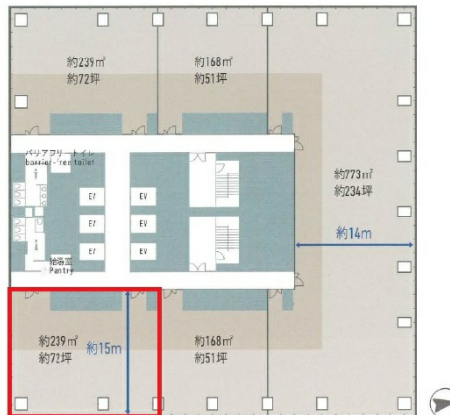 約239㎡
約72坪
約168㎡
約51坪
バリアフリートイレ
barrier-free toilet
約773㎡
約234坪
EV
EV
EV
EV
EV
EV
約14m
給湯室
Pantry
約239㎡
約72坪
約15m
約168㎡
約51坪